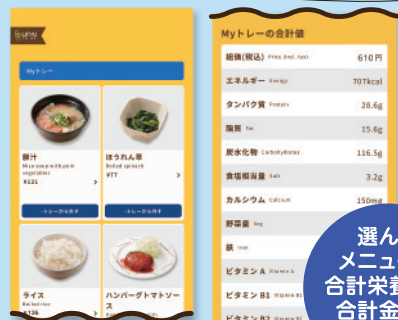 Myトレー
豚汁
Miso soup with pork
vegetables
¥121
-トレーから外す
ほうれん草
Boiled spinach
¥77
-トレーから外す
ライス
Boiled rice
¥126
ハンバーグトマトソー
ス
Myトレーの合計値
組価(税込) Price (incl. tax) 610円
エネルギー Energy 707kcal
タンパク質 Protein 28.6g
脂質 Fat 15.6g
炭水化物 Carbohydrates 116.5g
食塩相当量 Salt 3.2g
カルシウム Calcium 150mg
野菜量 Veg
鉄 Iron
ビタミン A Vitamin A
ビタミン B1 Vitamin B1
ビタミン B2 Vitamin B2
選ん
メニュ
合計栄養
合計金